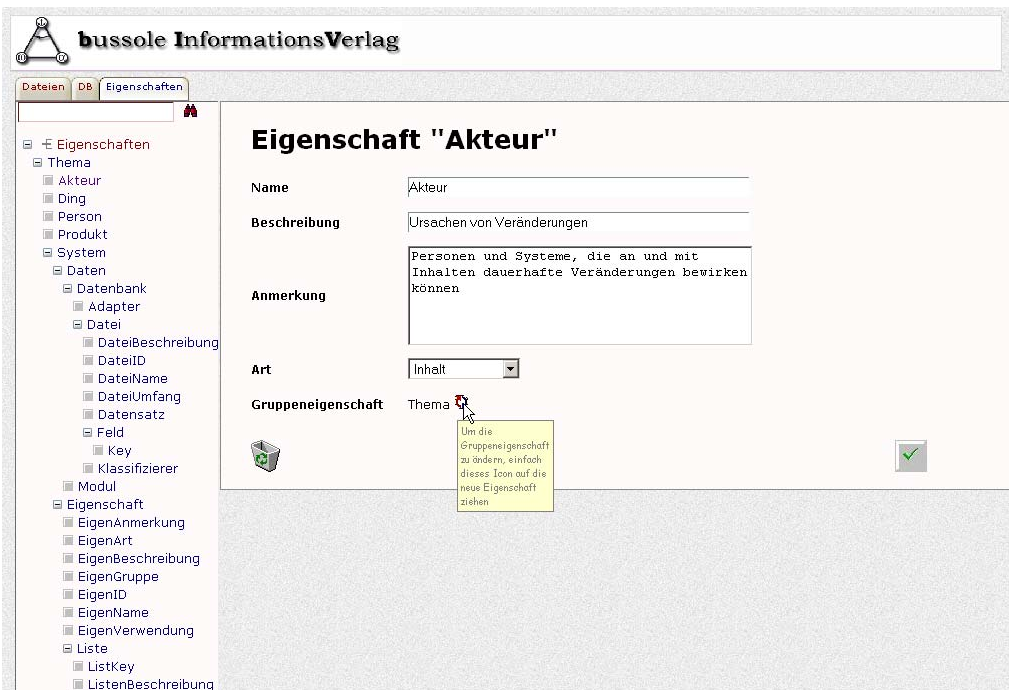 bussole InformationsVerlag
Dateien DB Eigenschaften
Eigenschaften
Thema
Akteur
Ding
Person
Produkt
System
Daten
Datenbank
Adapter
Datei
DateiBeschreibung
DateiID
DateiName
DateiUmfang
Datensatz
Feld
Key
Klassifizierer
Modul
Eigenschaft
EigenAnmerkung
EigenArt
EigenBeschreibung
EigenGruppe
EigenID
EigenName
EigenVerwendung
Liste
ListKey
ListenBeschreibung
Eigenschaft "Akteur"
Name Akteur
Beschreibung Ursachen von Veränderungen
Anmerkung
Personen und Systeme, die an und mit
Inhalten dauerhafte Veränderungen bewirken
können
Art Inhalt
Gruppeneigenschaft Thema
Um die
Gruppeneigenschaft
zu ändern, einfach
dieses Icon auf die
neue Eigenschaft
ziehen